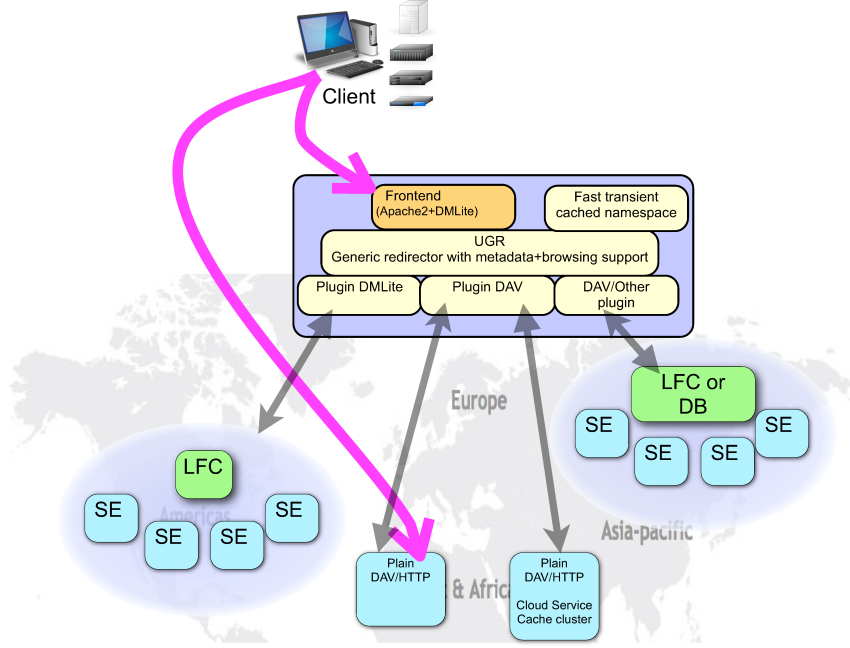 Client
Frontend
(Apache2+DMLite)
Fast transient
cached namespace
UGR
Generic redirector with metadata+browsing support
Plugin DMLite
Plugin DAV
DAV/Other
plugin
Europe
LFC or
DB
SE
SE
SE
SE
LFC
SE
SE
SE
SE
Americas
Asia-pacific
Plain
DAV/HTTP
& Africa
Plain
DAV/HTTP
Cloud Service
Cache cluster